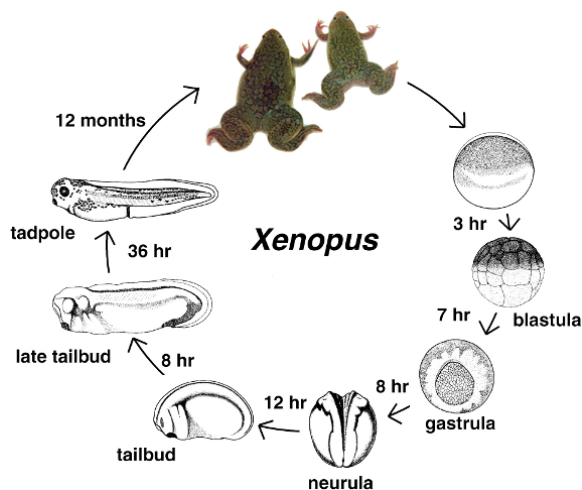 Xenopus
3 hr
blastula
7 hr
gastrula
8 hr
neurula
12 hr
tailbud
8 hr
late tailbud
36 hr
tadpole
12 months